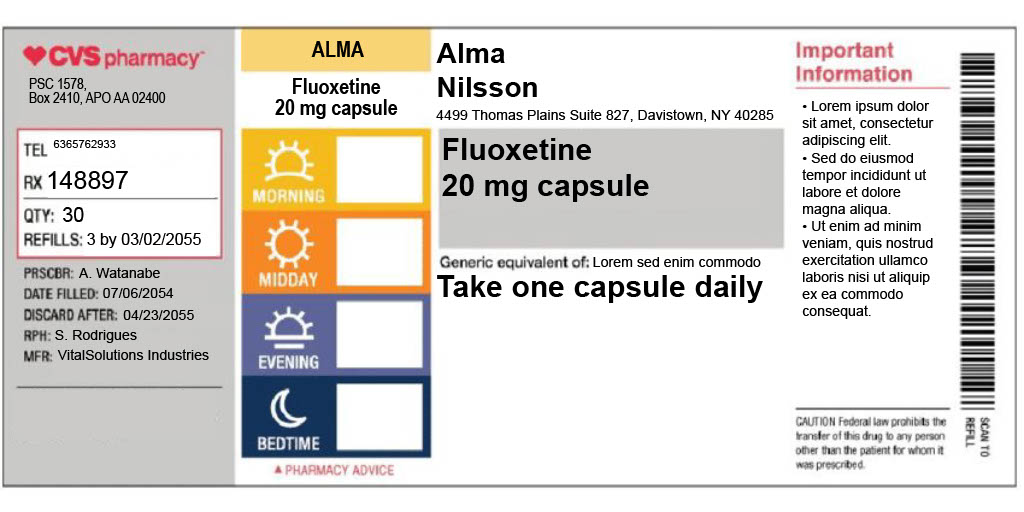 CVS pharmacy
PSC 1578,
Box 2410, APO AA 02400
TEL 6365762933
RX 148897
QTY: 30
REFILLS: 3 by 03/02/2055
PRSCBR: A. Watanabe
DATE FILLED: 07/06/2054
DISCARD AFTER: 04/23/2055
RPH: S. Rodrigues
MFR: VitalSolutions Industries
ALMA
Fluoxetine
20 mg capsule
MORNING
MIDDAY
EVENING
BEDTIME
▲ PHARMACY ADVICE
Alma
Nilsson
4499 Thomas Plains Suite 827, Davistown, NY 40285
Fluoxetine
20 mg capsule
Generic equivalent of: Lorem sed enim commodo
Take one capsule daily
Important
Information
• Lorem ipsum dolor
sit amet, consectetur
adipiscing elit.
• Sed do eiusmod
tempor incididunt ut
labore et dolore
magna aliqua.
• Ut enim ad minim
veniam, quis nostrud
exercitation ullamco
laboris nisi ut aliquip
ex ea commodo
consequat.
CAUTION Federal law prohibits the
transfer of this drug to any person
other than the patient for whom it
was prescribed.
SCAN TO
REFILL